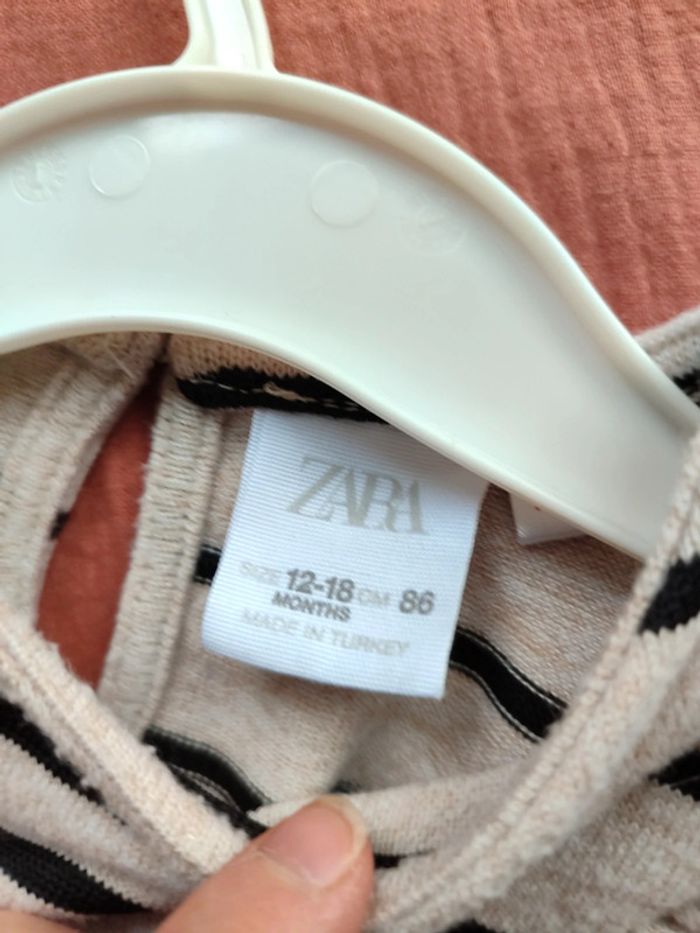 ZARA
SIZE 12-18 CM 86
MONTHS
MADE IN TURKEY